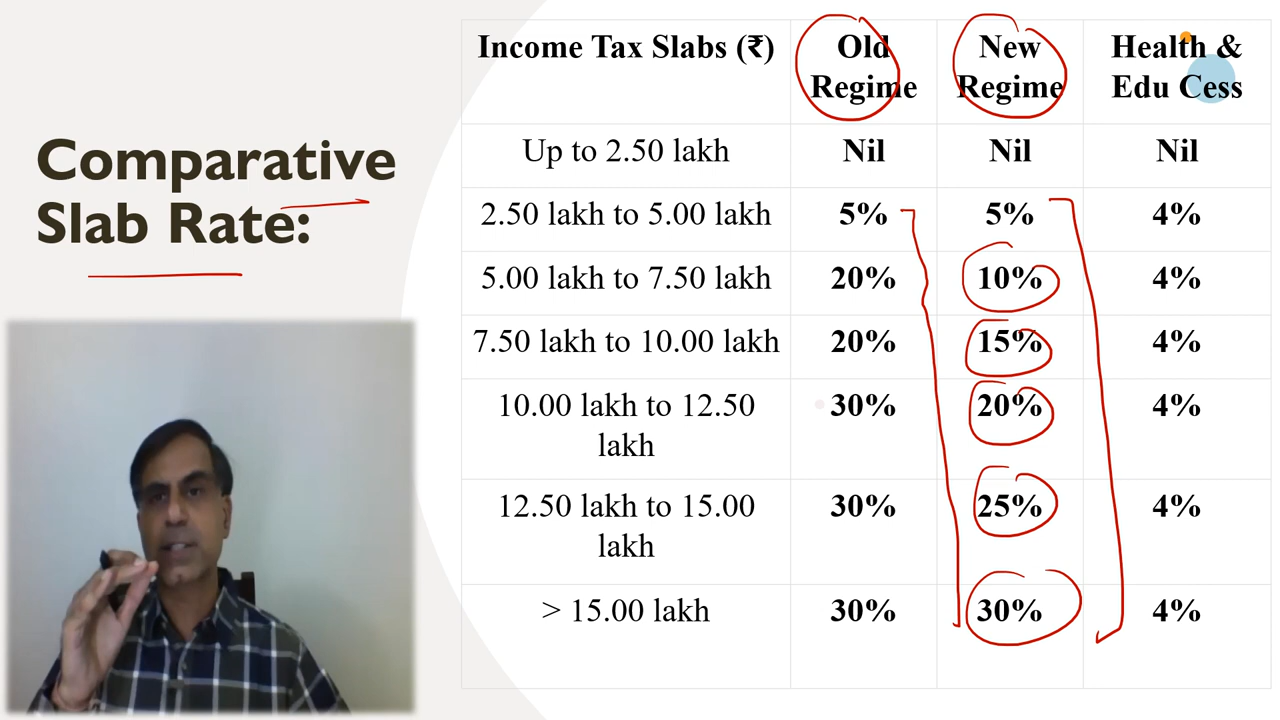 Comparative
Slab Rate:
Income Tax Slabs (₹) Old Regime New Regime Health & Edu Cess
Up to 2.50 lakh Nil Nil Nil
2.50 lakh to 5.00 lakh 5% 5% 4%
5.00 lakh to 7.50 lakh 20% 10% 4%
7.50 lakh to 10.00 lakh 20% 15% 4%
10.00 lakh to 12.50 lakh 30% 20% 4%
12.50 lakh to 15.00 lakh 30% 25% 4%
> 15.00 lakh 30% 30% 4%